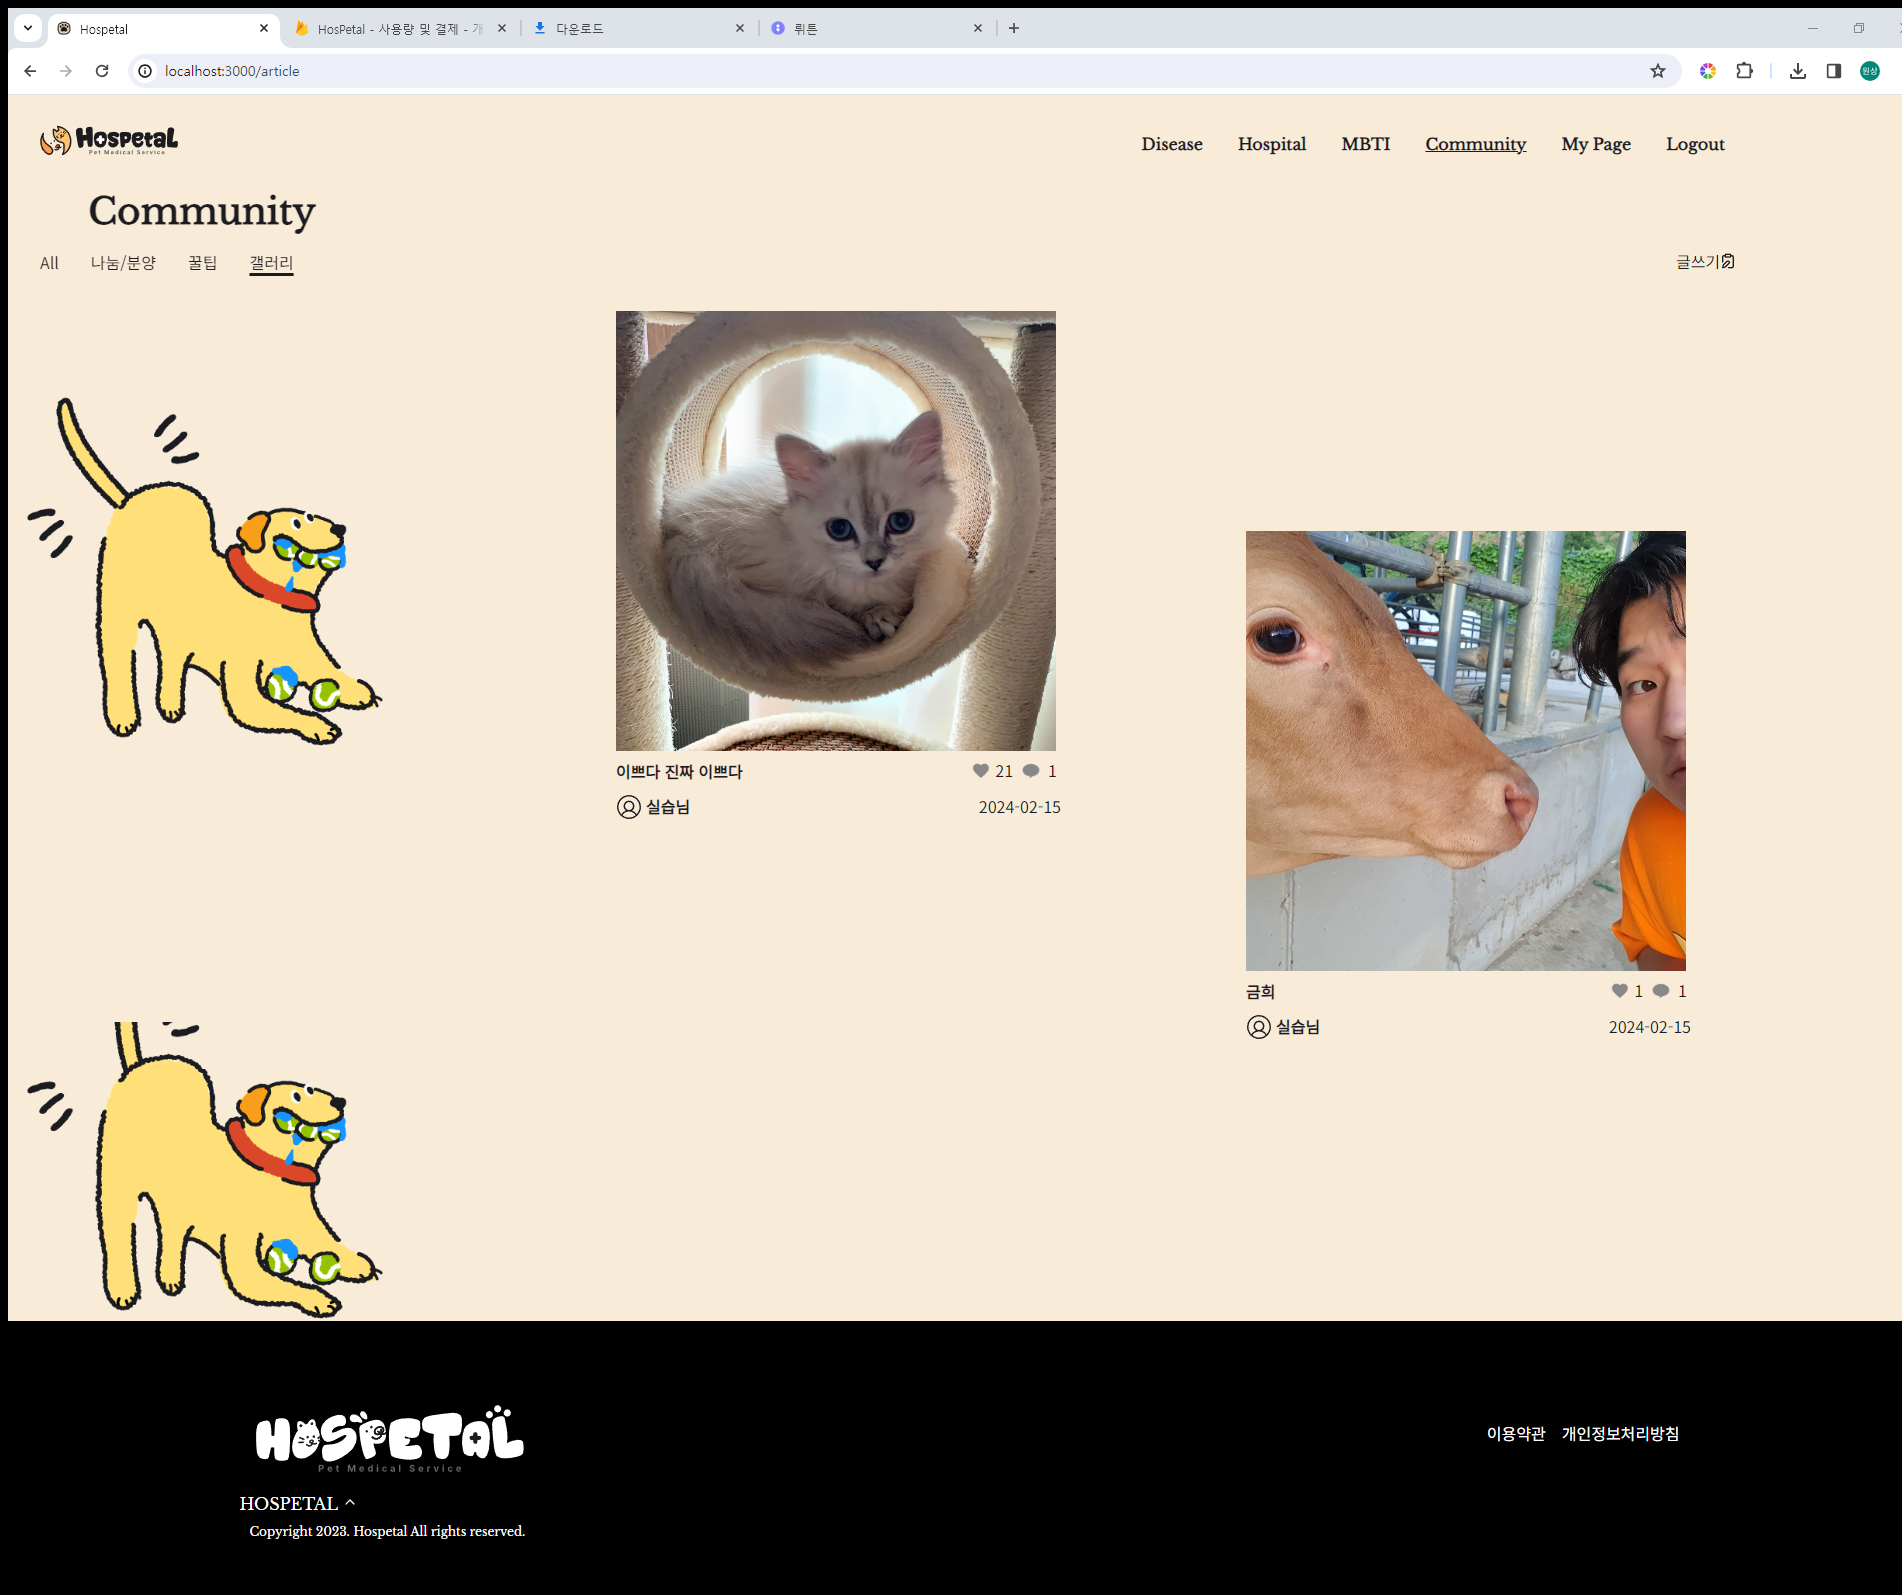 Hospetal
HosPetal - 사용량 및 결제 - 개
다운로드
뤼튼
localhost:3000/article
원상
Hospetal
Pet Medical Service
Disease
Hospital
MBTI
Community
My Page
Logout
Community
All
나눔/분양
꿀팁
갤러리
글쓰기
이쁘다 진짜 이쁘다
21
1
실습님
2024-02-15
금희
1
1
실습님
2024-02-15
HOSPETAL
Pet Medical Service
이용약관
개인정보처리방침
HOSPETAL
Copyright 2023. Hospetal All rights reserved.